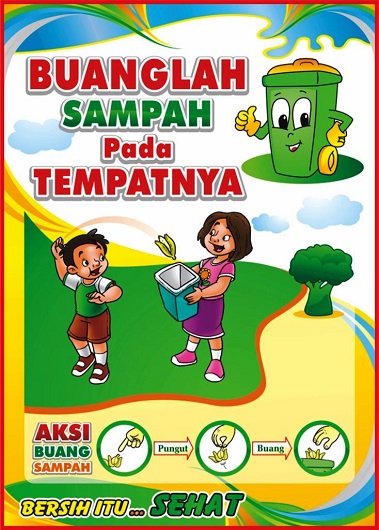 BUANGLAH
SAMPAH
Pada
TEMPATNYA
AKSI
BUANG
SAMPAH
Pungut
Buang
BERSIH ITU... SEHAT